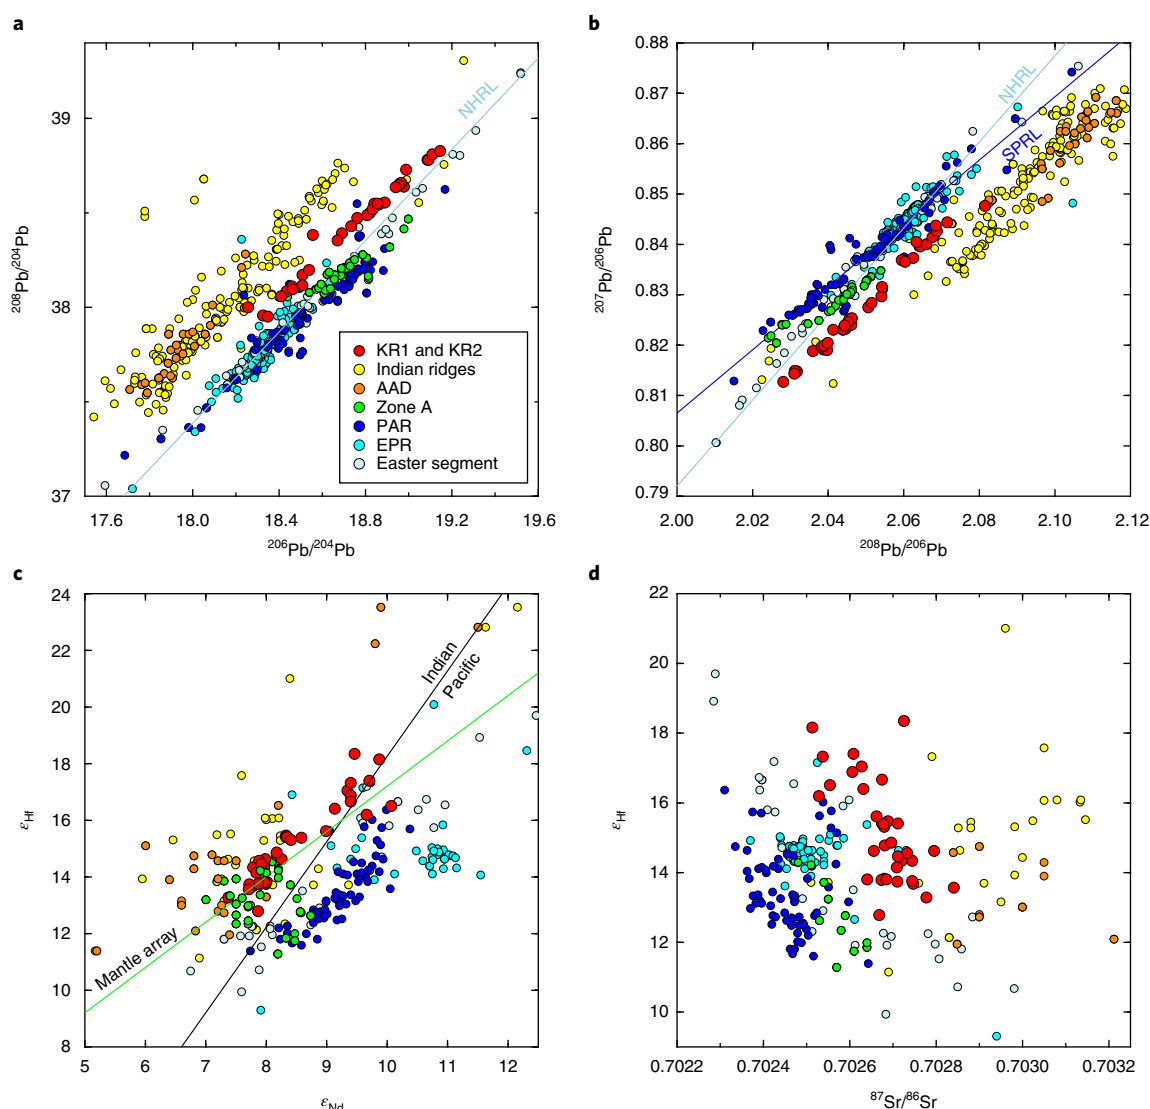 a
39
38
37
17.6 18.0 18.4 18.8 19.2 19.6
208Pb/204Pb
206Pb/204Pb
NHRL
KR1 and KR2
Indian ridges
AAD
Zone A
PAR
EPR
Easter segment
b
0.88
0.87
0.86
0.85
0.84
0.83
0.82
0.81
0.80
0.79
2.00 2.02 2.04 2.06 2.08 2.10 2.12
207Pb/206Pb
208Pb/206Pb
NHRL
SPRL
c
24
22
20
18
16
14
12
10
8
5 6 7 8 9 10 11 12
εHf
εNd
Indian
Pacific
Mantle array
d
22
20
18
16
14
12
10
0.7022 0.7024 0.7026 0.7028 0.7030 0.7032
εHf
87Sr/86Sr